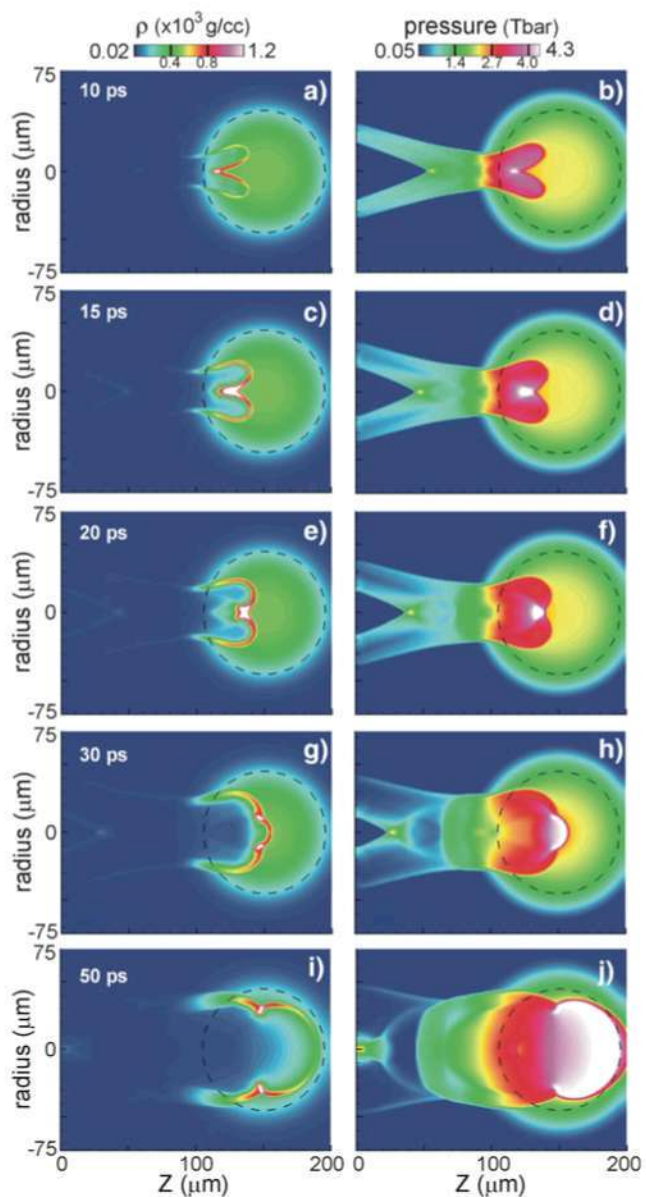 ρ (x10³ g/cc)
0.02 1.2
0.4 0.8
pressure (Tbar)
0.05 4.3
1.4 2.7 4.0
75
10 ps a) b)
radius (μm)
0
-75
75
15 ps c) d)
radius (μm)
0
-75
75
20 ps e) f)
radius (μm)
0
-75
75
30 ps g) h)
radius (μm)
0
-75
75
50 ps i) j)
radius (μm)
0
-75
0 200 0 200
Z (μm) Z (μm)